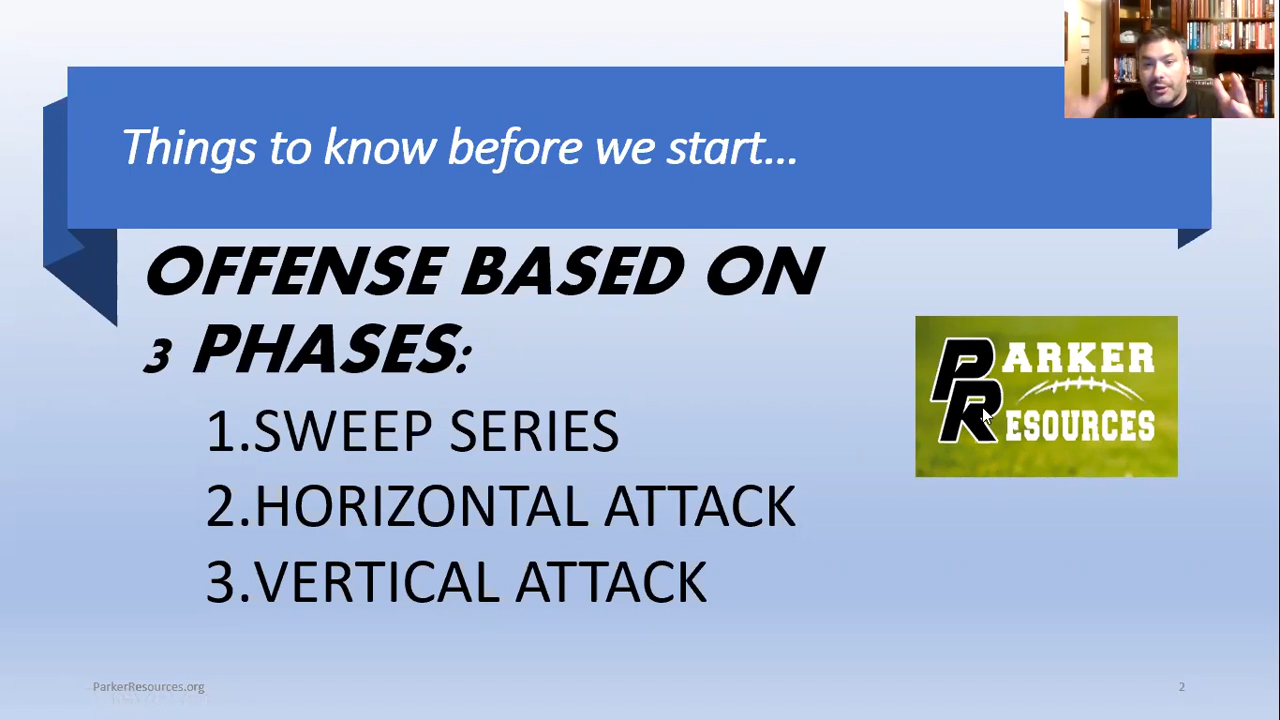 Things to know before we start...
OFFENSE BASED ON
3 PHASES:
1.SWEEP SERIES
2.HORIZONTAL ATTACK
3.VERTICAL ATTACK
PARKER
RESOURCES
ParkerResources.org
2